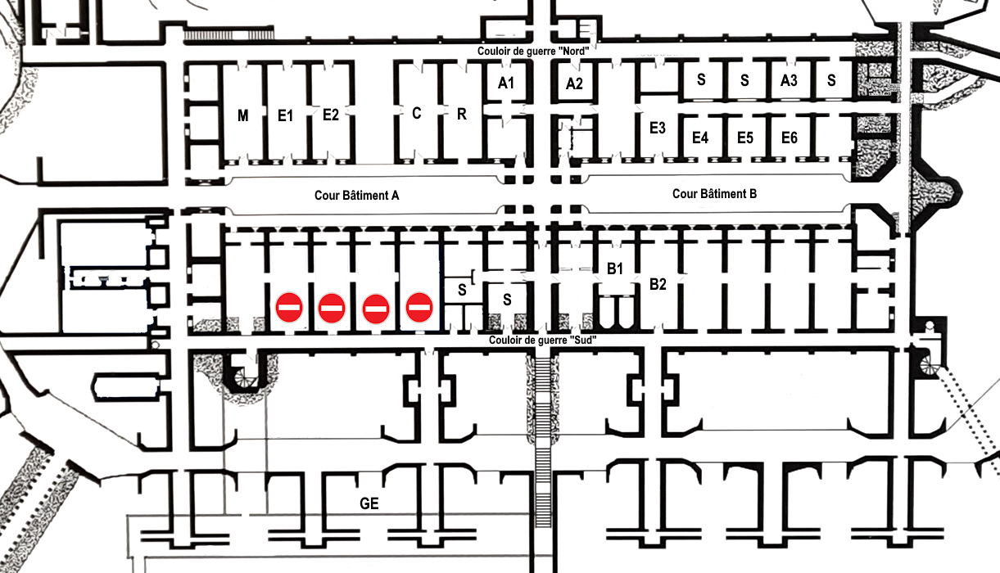 Couloir de guerre "Nord"
A1
A2
S
S
A3
S
M
E1
E2
C
R
E3
E4
E5
E6
Cour Bâtiment A
Cour Bâtiment B
B1
B2
S
S
Couloir de guerre "Sud"
GE